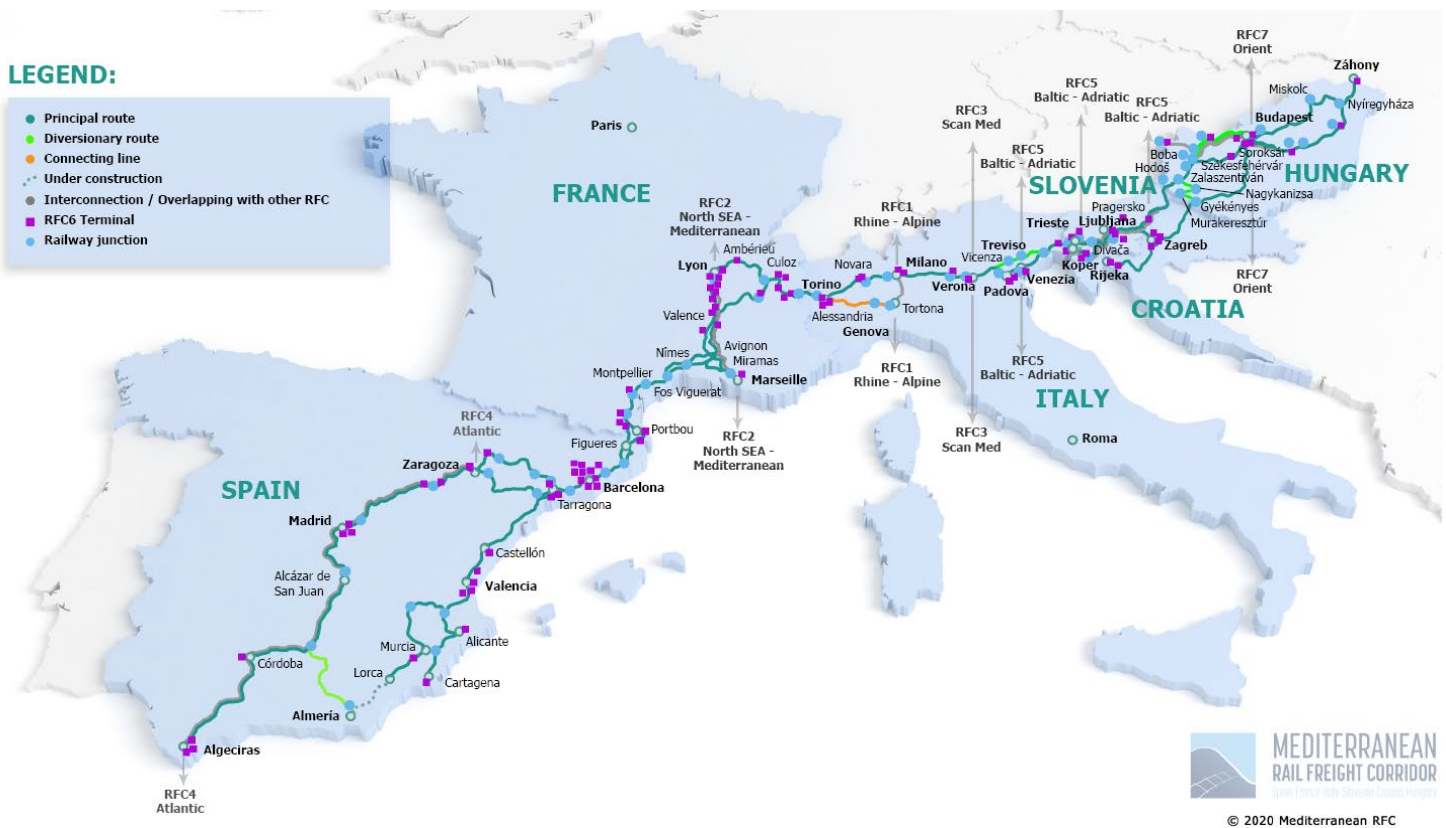 LEGEND:
Principal route
Diversionary route
Connecting line
Under construction
Interconnection / Overlapping with other RFC
RFC6 Terminal
Railway junction
Paris
FRANCE
RFC2
North SEA -
Mediterranean
Ambérieu
Lyon
Culoz
Valence
Avignon
Miramas
Nîmes
Montpellier
Marseille
Fos Viguerat
RFC2
North SEA -
Mediterranean
Portbou
Figueres
RFC4
Atlantic
Zaragoza
Barcelona
Tarragona
SPAIN
Madrid
Castellón
Valencia
Alcázar de
San Juan
Murcia
Alicante
Córdoba
Lorca
Cartagena
Almería
Algeciras
RFC4
Atlantic
RFC1
Rhine - Alpine
Novara
Milano
Torino
Alessandria
Tortona
Genova
RFC1
Rhine - Alpine
RFC3
Scan Med
RFC5
Baltic - Adriatic
RFC5
Baltic - Adriatic
RFC5
Baltic - Adriatic
Treviso
Vicenza
Verona
Padova
Venezia
RFC5
Baltic - Adriatic
RFC3
Scan Med
ITALY
Roma
SLOVENIA
Trieste
Ljubljana
Pragersko
Divača
Koper
Rijeka
Zagreb
CROATIA
RFC7
Orient
Záhony
Miskolc
Nyíregyháza
Budapest
Soroksár
Boba
Székesfehérvár
Hodoš
Zalaszentiván
HUNGARY
Nagykanizsa
Gyékényes
Murakeresztúr
RFC7
Orient
MEDITERRANEAN
RAIL FREIGHT CORRIDOR
Spain-France-Italy-Slovenia-Croatia-Hungary
© 2020 Mediterranean RFC